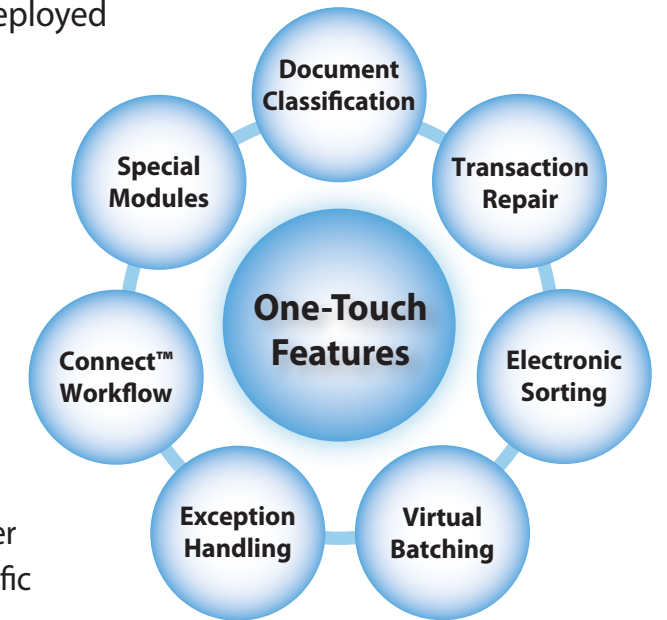 eployed
Document
Classification
Transaction
Repair
Electronic
Sorting
Virtual
Batching
Exception
Handling
Connect™
Workflow
Special
Modules
One-Touch
Features
er
fic